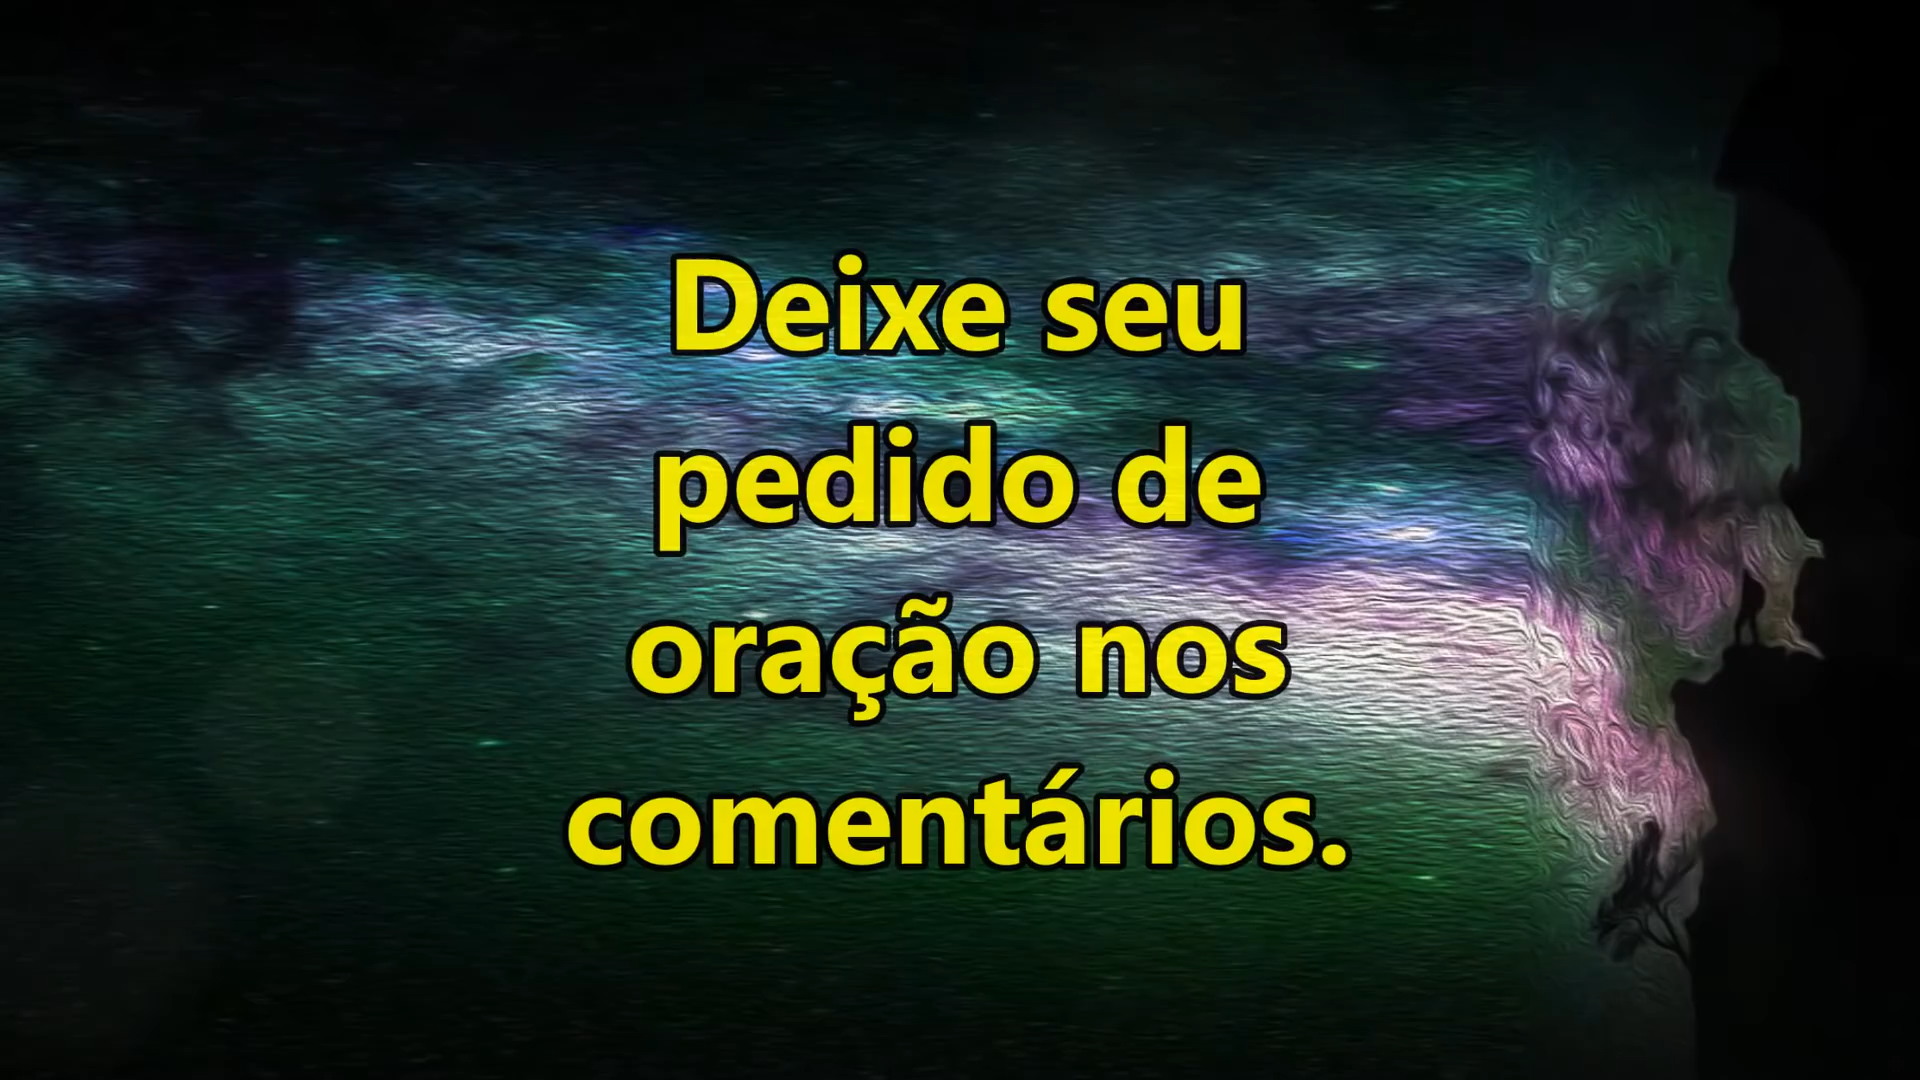 Deixe seu
pedido de
oração nos
comentários.